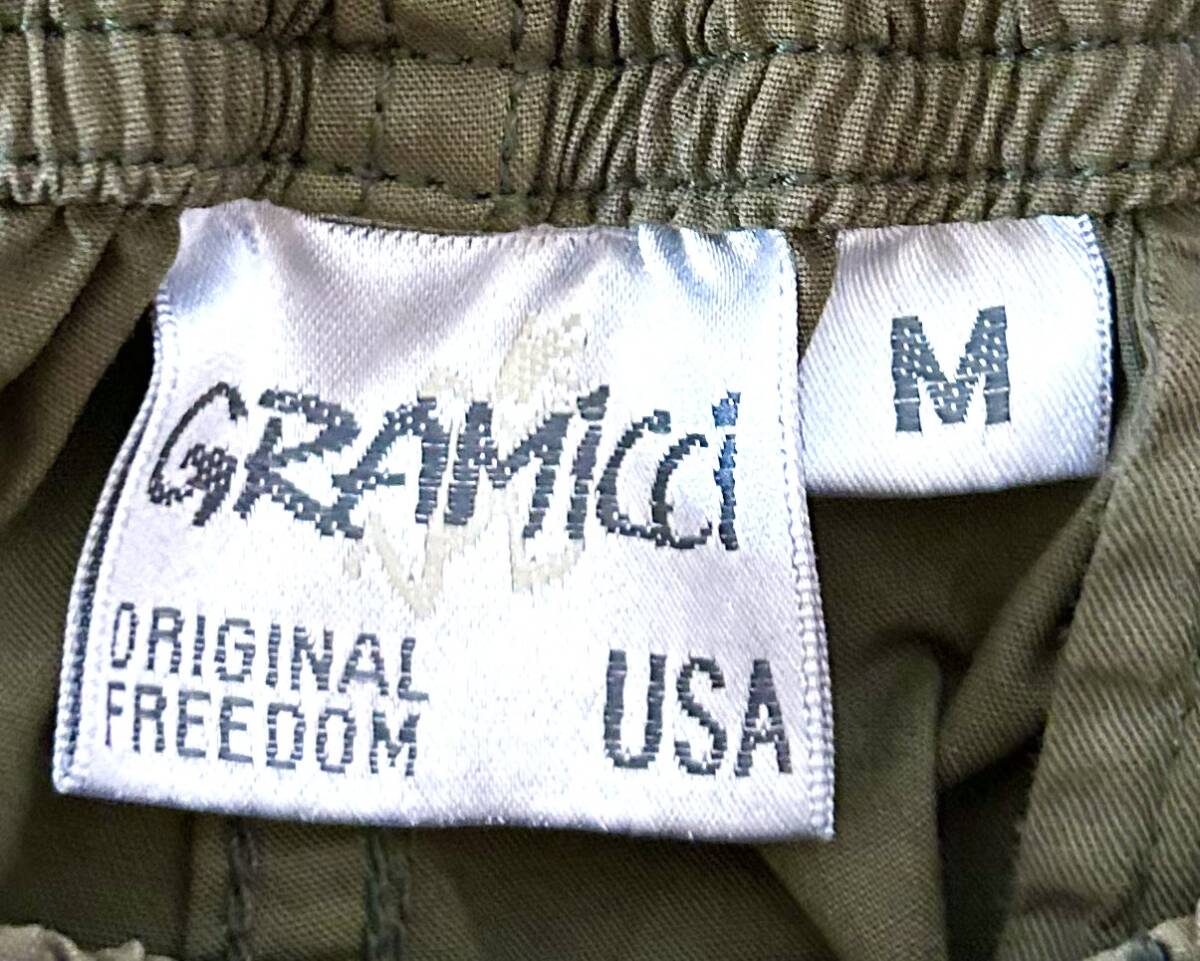 GRAMicci
ORIGINAL
FREEDOM
USA
M